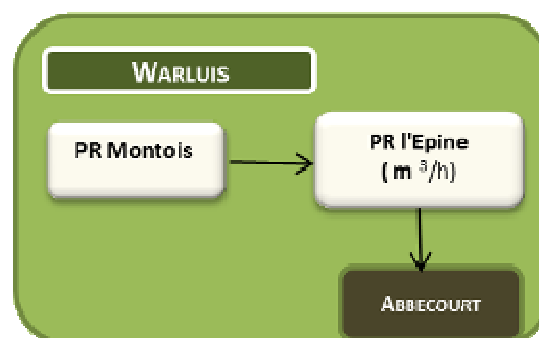 WARLUIS
PR Montois
PR l'Epine
( m ³/h)
ABBECOURT